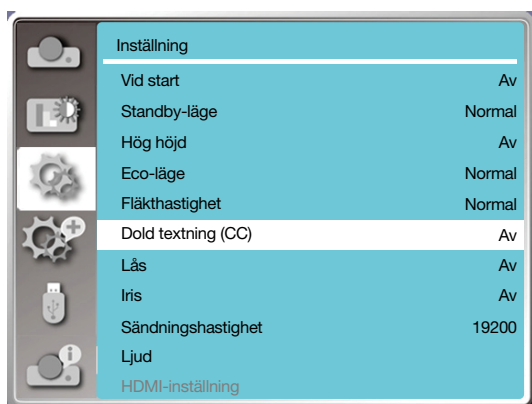 Inställning
Vid start Av
Standby-läge Normal
Hög höjd Av
Eco-läge Normal
Fläkthastighet Normal
Dold textning (CC) Av
Lås Av
Iris Av
Sändningshastighet 19200
Ljud
HDMI-inställning